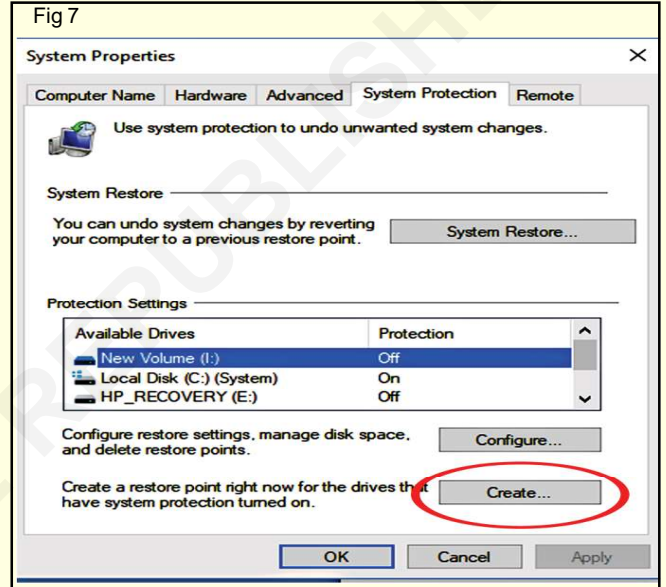 Fig 7
System Properties
Computer Name Hardware Advanced System Protection Remote
Use system protection to undo unwanted system changes.
System Restore
You can undo system changes by reverting
your computer to a previous restore point.
System Restore...
Protection Settings
Available Drives Protection
New Volume (I:) Off
Local Disk (C:) (System) On
HP_RECOVERY (E:) Off
Configure restore settings, manage disk space,
and delete restore points.
Configure...
Create a restore point right now for the drives that
have system protection turned on.
Create...
OK Cancel Apply